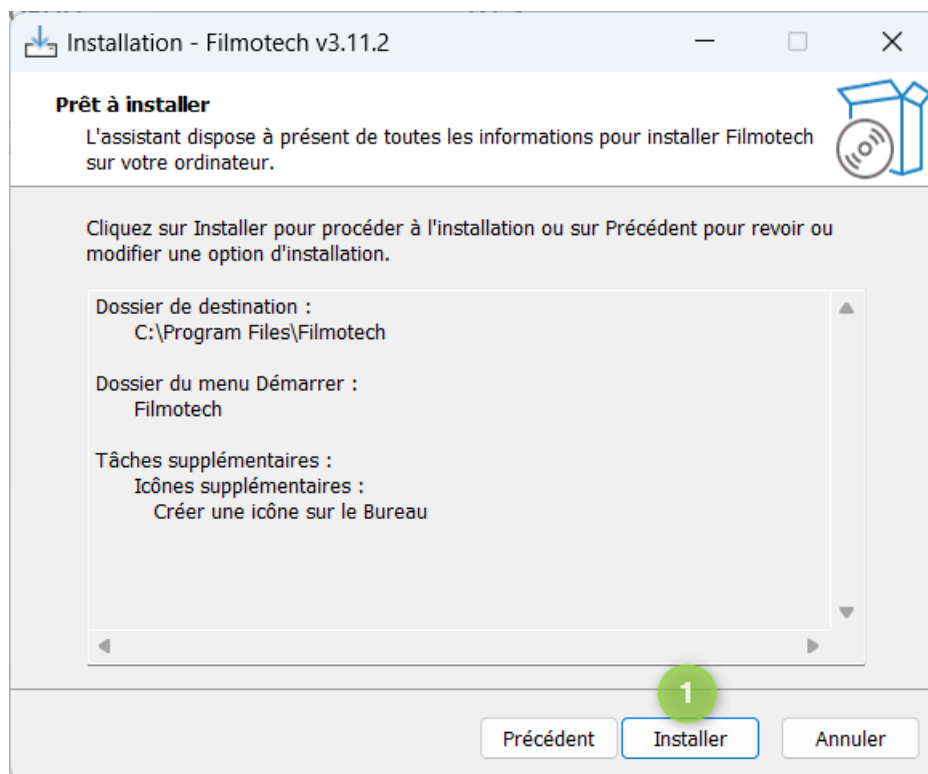 Installation - Filmotech v3.11.2
Prêt à installer
L'assistant dispose à présent de toutes les informations pour installer Filmotech
sur votre ordinateur.
Cliquez sur Installer pour procéder à l'installation ou sur Précédent pour revoir ou
modifier une option d'installation.
Dossier de destination :
C:\Program Files\Filmotech
Dossier du menu Démarrer :
Filmotech
Tâches supplémentaires :
Icônes supplémentaires :
Créer une icône sur le Bureau
1
Précédent
Installer
Annuler